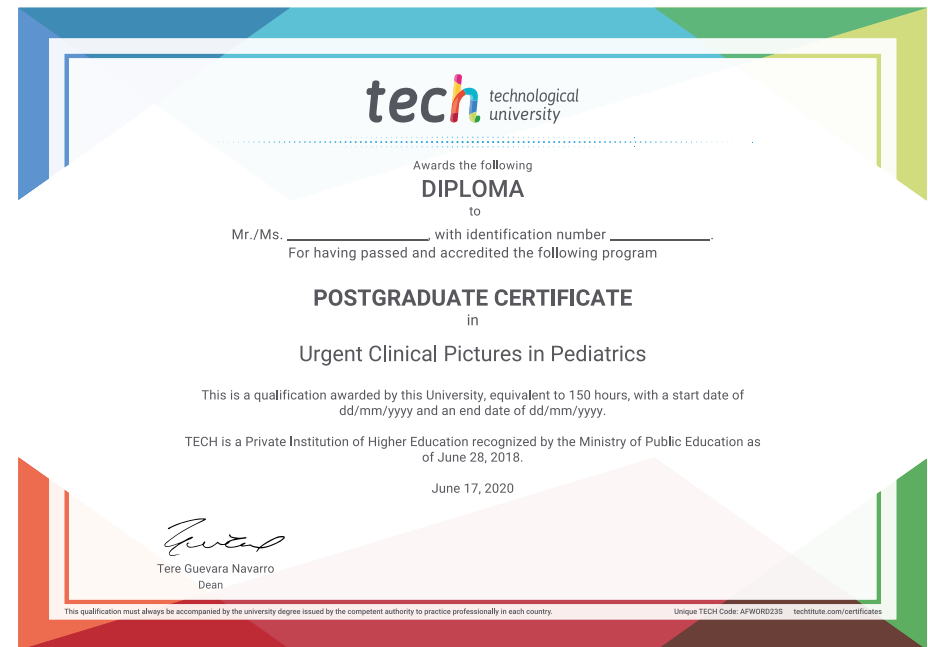 tech technological
university
Awards the following
DIPLOMA
to
Mr./Ms. ____________________, with identification number ______________.
For having passed and accredited the following program
POSTGRADUATE CERTIFICATE
in
Urgent Clinical Pictures in Pediatrics
This is a qualification awarded by this University, equivalent to 150 hours, with a start date of
dd/mm/yyyy and an end date of dd/mm/yyyy.
TECH is a Private Institution of Higher Education recognized by the Ministry of Public Education as
of June 28, 2018.
June 17, 2020
Tere Guevara Navarro
Dean
This qualification must always be accompanied by the university degree issued by the competent authority to practice professionally in each country.
Unique TECH Code: AFWORD23S techtitute.com/certificates